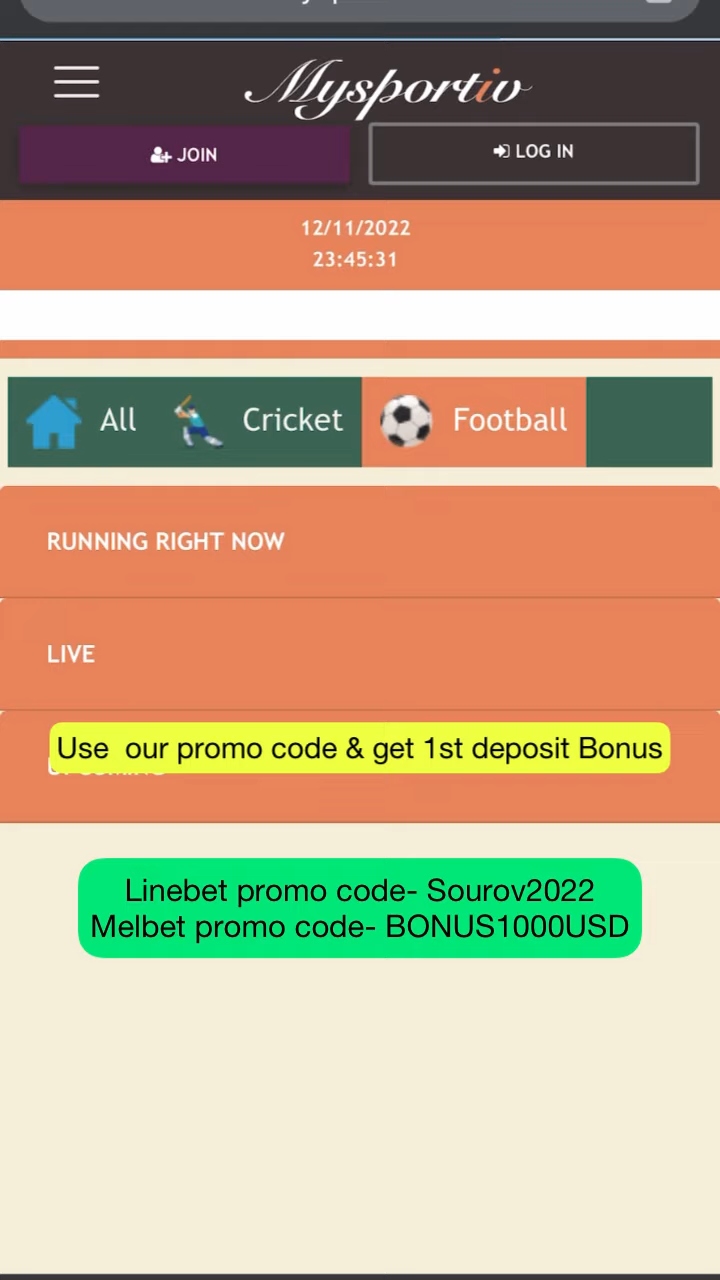 Mysportiv
JOIN
LOG IN
12/11/2022
23:45:31
All
Cricket
Football
RUNNING RIGHT NOW
LIVE
Use our promo code & get 1st deposit Bonus
Linebet promo code- Sourov2022
Melbet promo code- BONUS1000USD